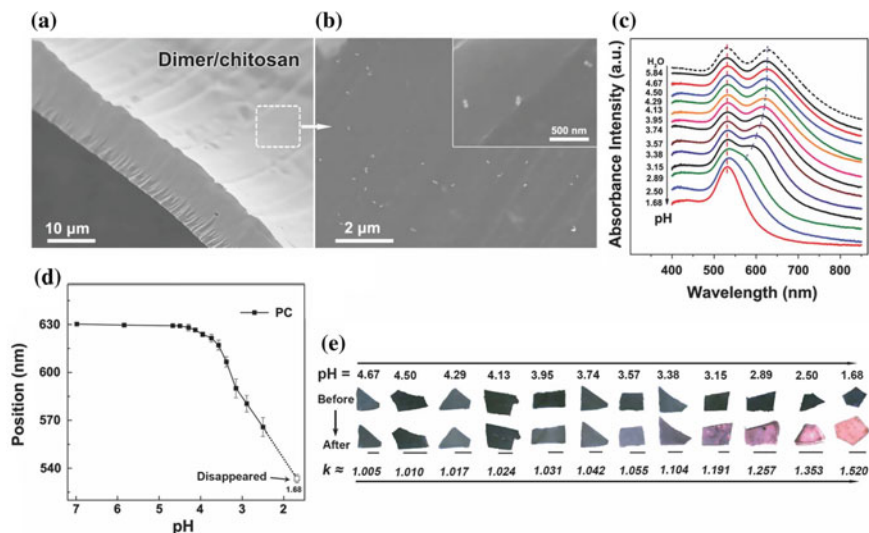 (a)
Dimer/chitosan
10 μm
(b)
500 nm
2 μm
(c)
Absorbance Intensity (a.u.)
H₂O
5.84
4.67
4.50
4.29
4.13
3.95
3.74
3.57
3.38
3.15
2.89
2.50
1.68
pH
400 500 600 700 800
Wavelength (nm)
(d)
Position (nm)
630
600
570
540
PC
Disappeared
1.68
7 6 5 4 3 2
pH
(e)
pH = 4.67 4.50 4.29 4.13 3.95 3.74 3.57 3.38 3.15 2.89 2.50 1.68
Before
After
k ≈ 1.005 1.010 1.017 1.024 1.031 1.042 1.055 1.104 1.191 1.257 1.353 1.520